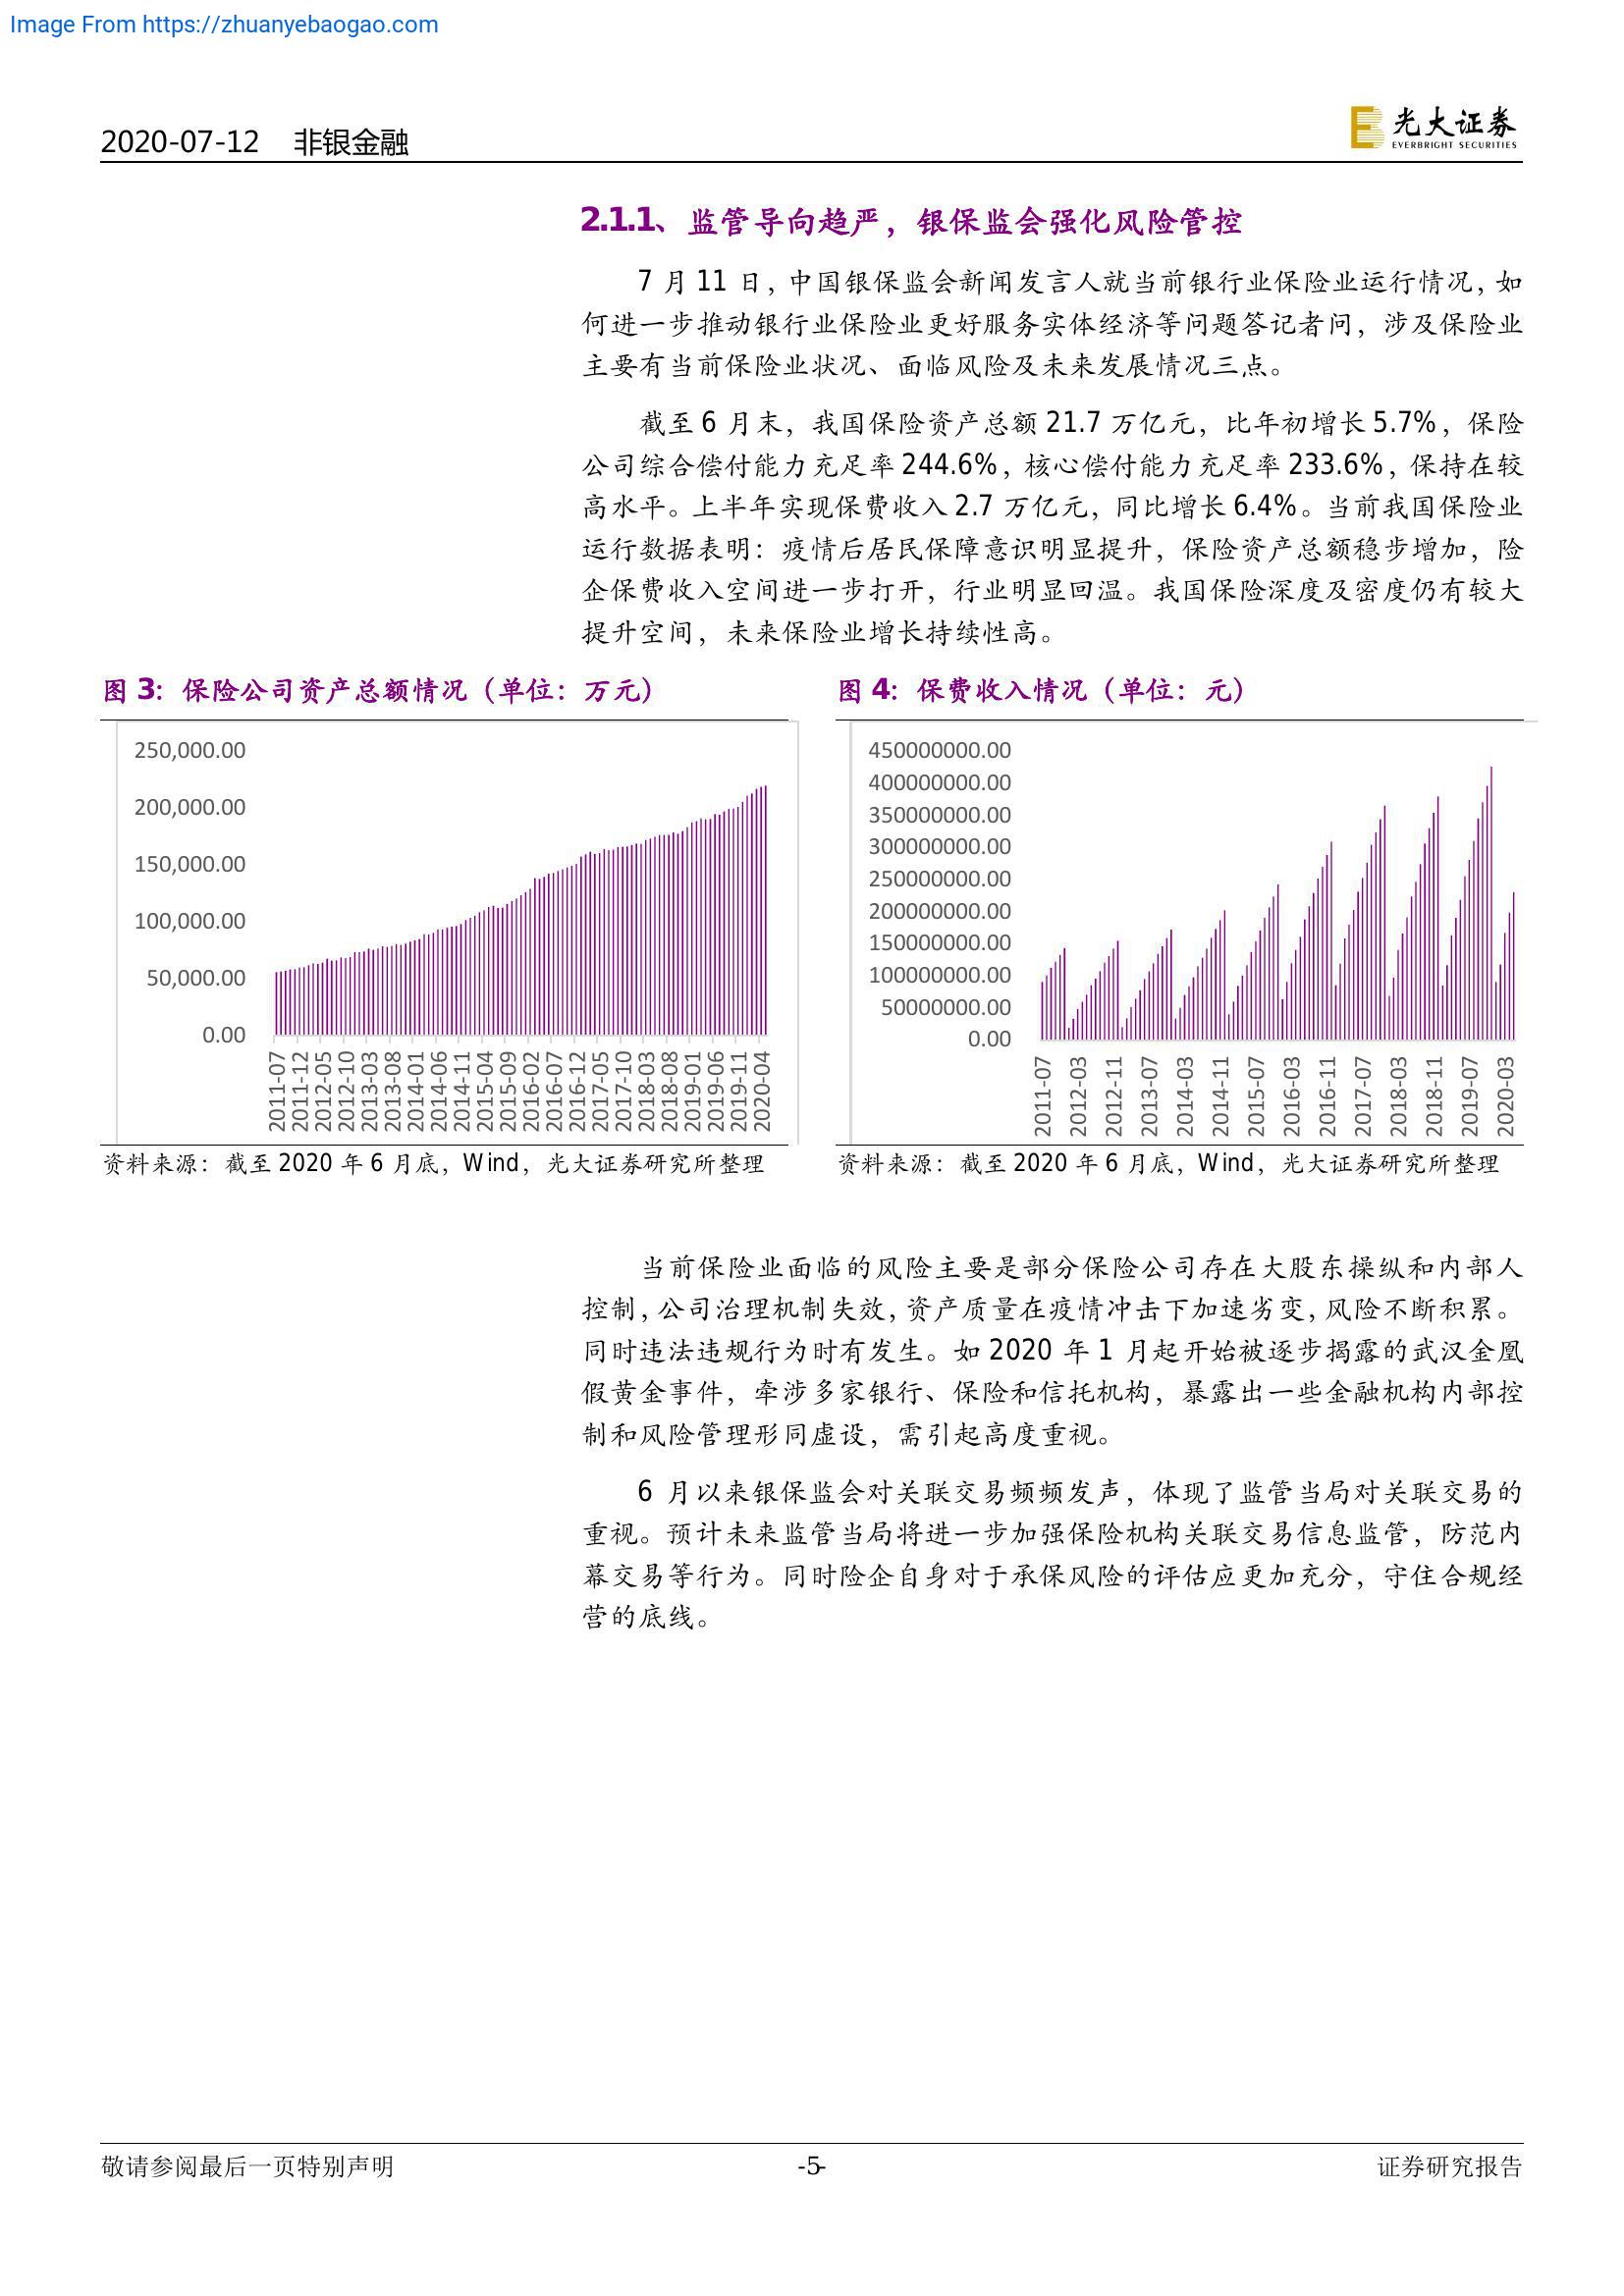 Image From https://zhuanyebaogao.com
2020-07-12 非银金融
光大证券
EVERBRIGHT SECURITIES
2.1.1、监管导向趋严，银保监会强化风险管控
7 月 11 日，中国银保监会新闻发言人就当前银行业保险业运行情况，如
何进一步推动银行业保险业更好服务实体经济等问题答记者问，涉及保险业
主要有当前保险业状况、面临风险及未来发展情况三点。
截至 6 月末，我国保险资产总额 21.7 万亿元，比年初增长 5.7%，保险
公司综合偿付能力充足率 244.6%，核心偿付能力充足率 233.6%，保持在较
高水平。上半年实现保费收入 2.7 万亿元，同比增长 6.4%。当前我国保险业
运行数据表明：疫情后居民保障意识明显提升，保险资产总额稳步增加，险
企保费收入空间进一步打开，行业明显回温。我国保险深度及密度仍有较大
提升空间，未来保险业增长持续性高。
图 3：保险公司资产总额情况（单位：万元）
250,000.00
200,000.00
150,000.00
100,000.00
50,000.00
0.00
2011-07
2011-12
2012-05
2012-10
2013-03
2013-08
2014-01
2014-06
2014-11
2015-04
2015-09
2016-02
2016-07
2016-12
2017-05
2017-10
2018-03
2018-08
2019-01
2019-06
2019-11
2020-04
资料来源：截至 2020 年 6 月底，Wind，光大证券研究所整理
图 4：保费收入情况（单位：元）
450000000.00
400000000.00
350000000.00
300000000.00
250000000.00
200000000.00
150000000.00
100000000.00
50000000.00
0.00
2011-07
2012-03
2012-11
2013-07
2014-03
2014-11
2015-07
2016-03
2016-11
2017-07
2018-03
2018-11
2019-07
2020-03
资料来源：截至 2020 年 6 月底，Wind，光大证券研究所整理
当前保险业面临的风险主要是部分保险公司存在大股东操纵和内部人
控制，公司治理机制失效，资产质量在疫情冲击下加速劣变，风险不断积累。
同时违法违规行为时有发生。如 2020 年 1 月起开始被逐步揭露的武汉金凰
假黄金事件，牵涉多家银行、保险和信托机构，暴露出一些金融机构内部控
制和风险管理形同虚设，需引起高度重视。
6 月以来银保监会对关联交易频频发声，体现了监管当局对关联交易的
重视。预计未来监管当局将进一步加强保险机构关联交易信息监管，防范内
幕交易等行为。同时险企自身对于承保风险的评估应更加充分，守住合规经
营的底线。
敬请参阅最后一页特别声明
-5-
证券研究报告